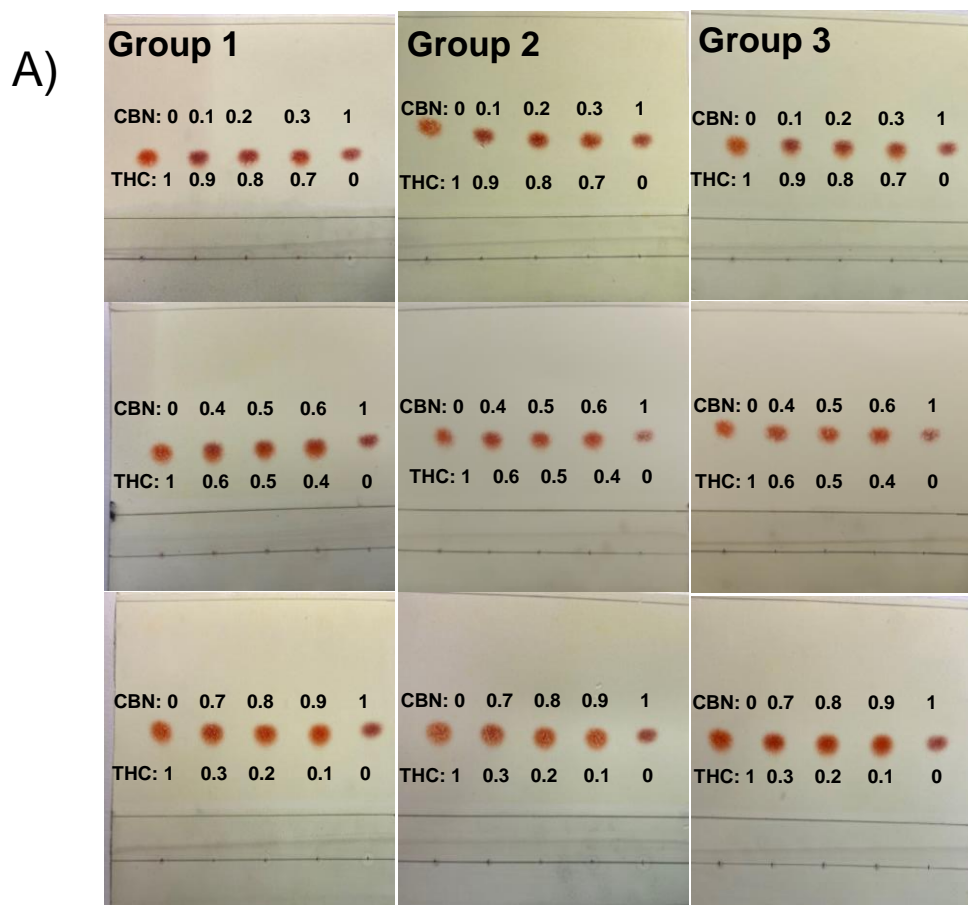 A)
Group 1
Group 2
Group 3
CBN: 0 0.1 0.2 0.3 1
THC: 1 0.9 0.8 0.7 0
CBN: 0 0.1 0.2 0.3 1
THC: 1 0.9 0.8 0.7 0
CBN: 0 0.1 0.2 0.3 1
THC: 1 0.9 0.8 0.7 0
CBN: 0 0.4 0.5 0.6 1
THC: 1 0.6 0.5 0.4 0
CBN: 0 0.4 0.5 0.6 1
THC: 1 0.6 0.5 0.4 0
CBN: 0 0.4 0.5 0.6 1
THC: 1 0.6 0.5 0.4 0
CBN: 0 0.7 0.8 0.9 1
THC: 1 0.3 0.2 0.1 0
CBN: 0 0.7 0.8 0.9 1
THC: 1 0.3 0.2 0.1 0
CBN: 0 0.7 0.8 0.9 1
THC: 1 0.3 0.2 0.1 0